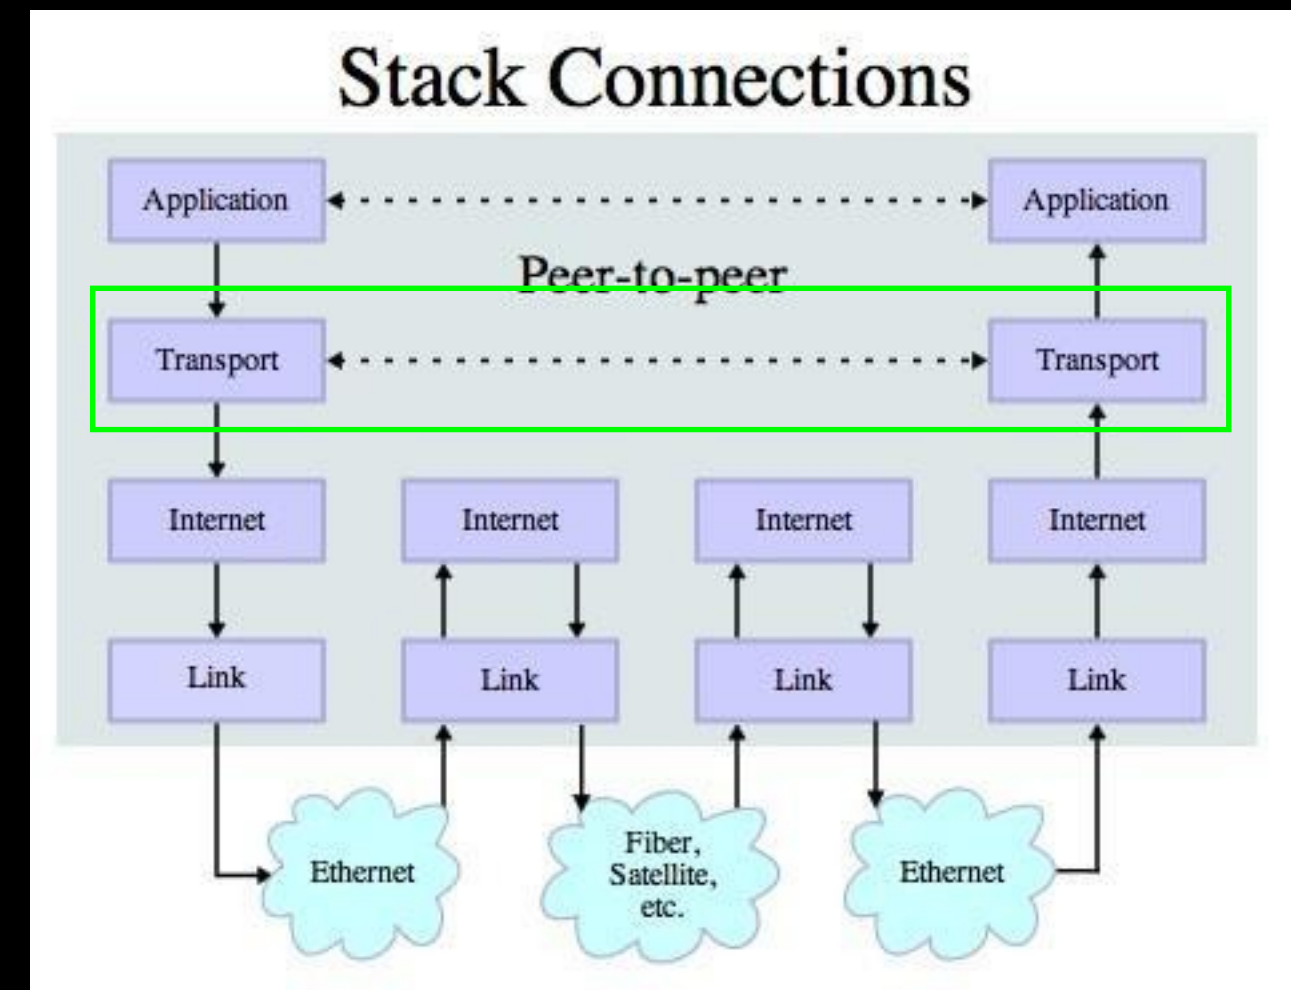 Stack Connections
Application
Application
Peer-to-peer
Transport
Transport
Internet
Internet
Internet
Internet
Link
Link
Link
Link
Ethernet
Fiber,
Satellite,
etc.
Ethernet